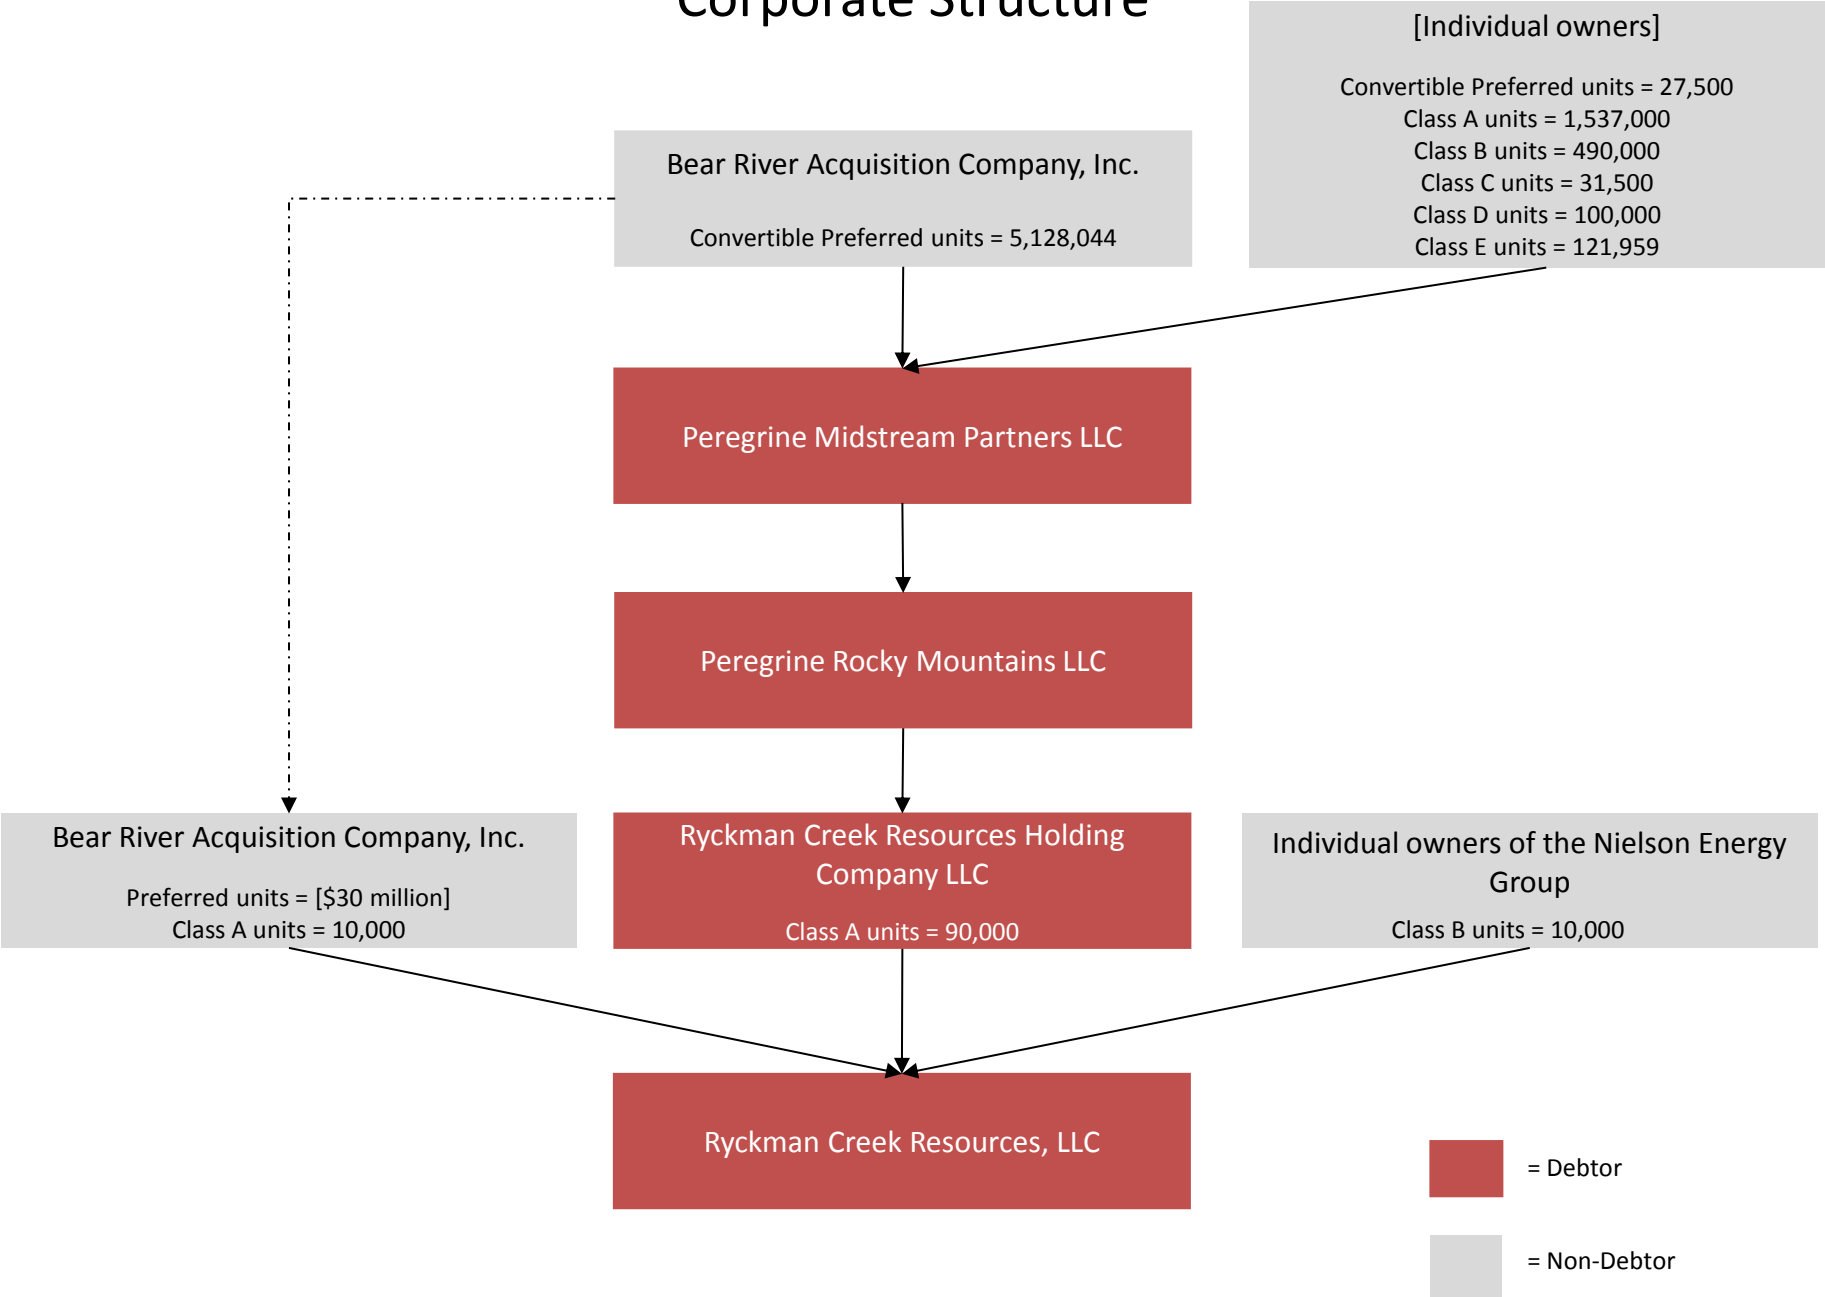 Corporate Structure
[Individual owners]
Convertible Preferred units = 27,500
Class A units = 1,537,000
Class B units = 490,000
Class C units = 31,500
Class D units = 100,000
Class E units = 121,959
Bear River Acquisition Company, Inc.
Convertible Preferred units = 5,128,044
Peregrine Midstream Partners LLC
Peregrine Rocky Mountains LLC
Bear River Acquisition Company, Inc.
Preferred units = [$30 million]
Class A units = 10,000
Ryckman Creek Resources Holding
Company LLC
Class A units = 90,000
Individual owners of the Nielson Energy
Group
Class B units = 10,000
Ryckman Creek Resources, LLC
= Debtor
= Non-Debtor